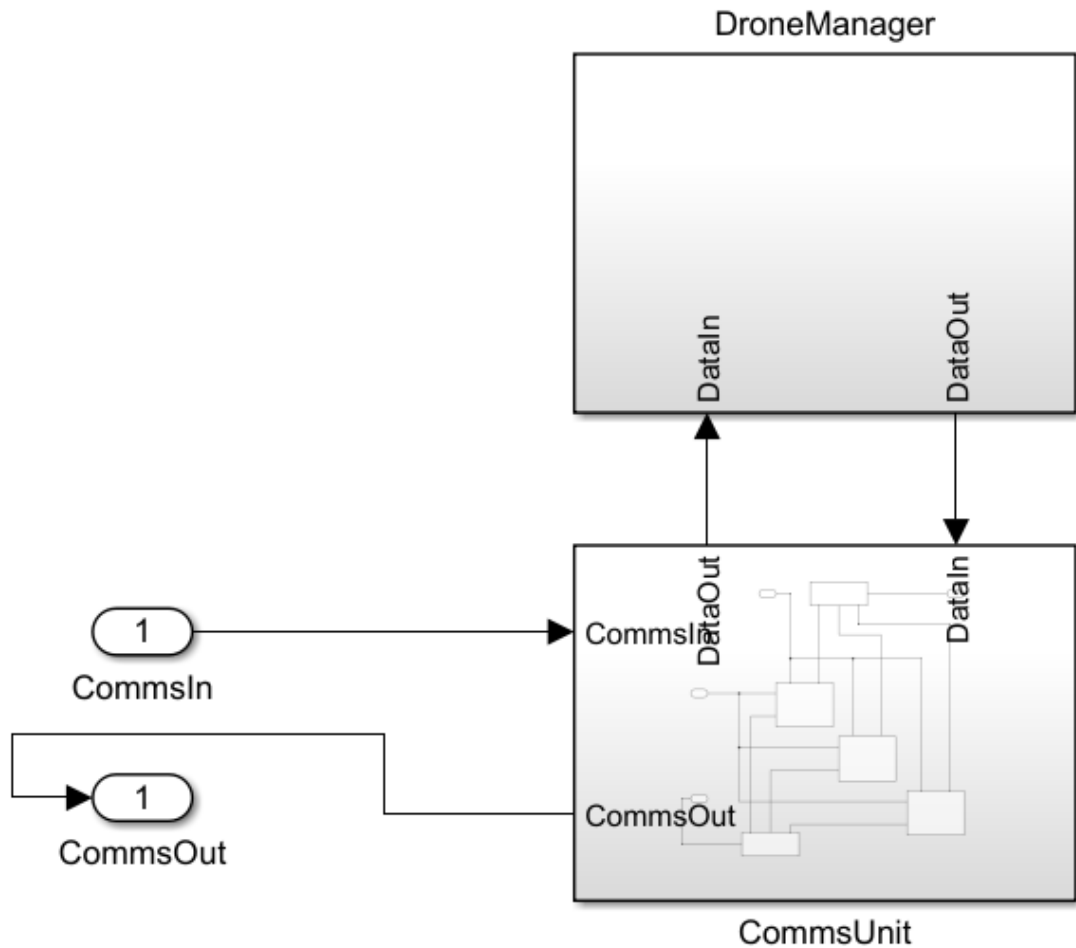 DroneManager
DataIn
DataOut
DataOut
DataIn
1
CommsIn
CommsIn
1
CommsOut
CommsOut
CommsUnit